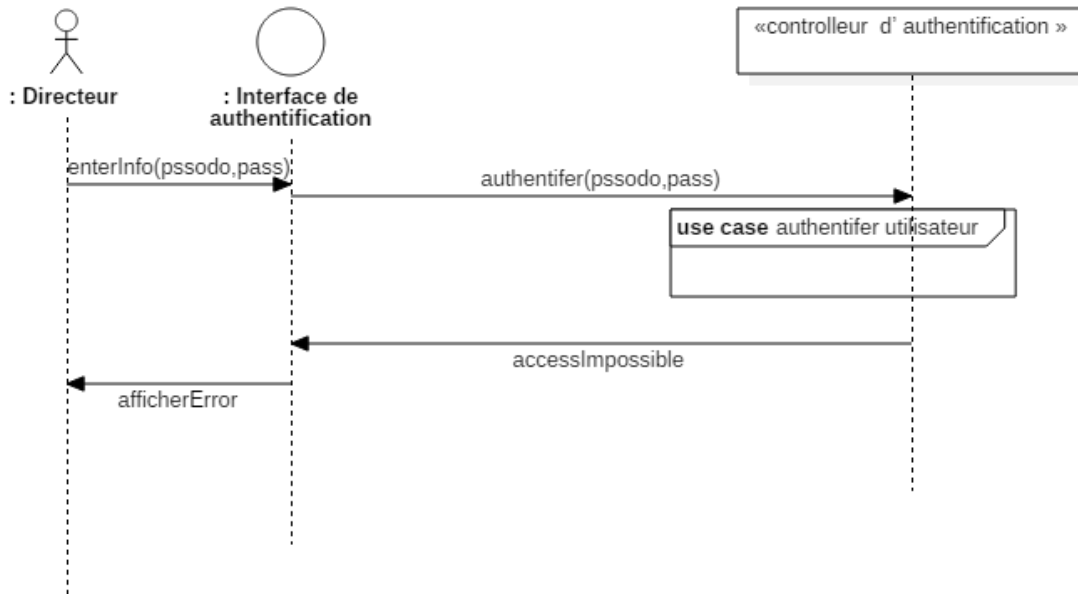 «controlleur d' authentification »
: Directeur
: Interface de
authentification
enterInfo(pssodo,pass)
authentifer(pssodo,pass)
use case authentifer utilisateur
accessImpossible
afficherError